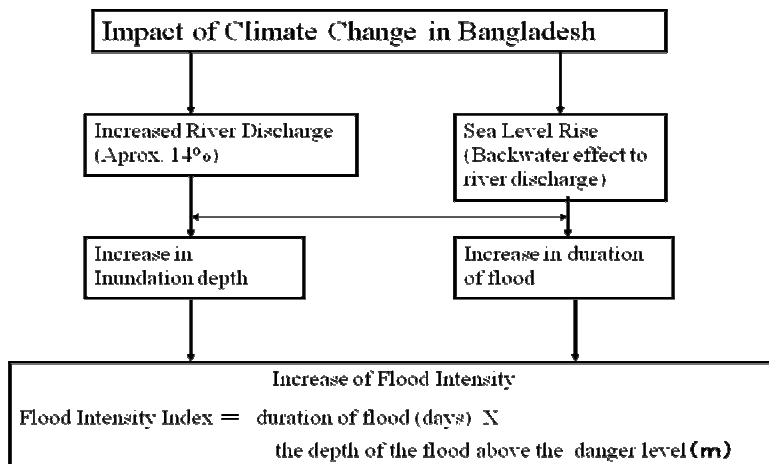 Impact of Climate Change in Bangladesh
Increased River Discharge
(Aprox. 14%)
Sea Level Rise
(Backwater effect to
river discharge)
Increase in
Inundation depth
Increase in duration
of flood
Increase of Flood Intensity
Flood Intensity Index = duration of flood (days) X
the depth of the flood above the danger level (m)